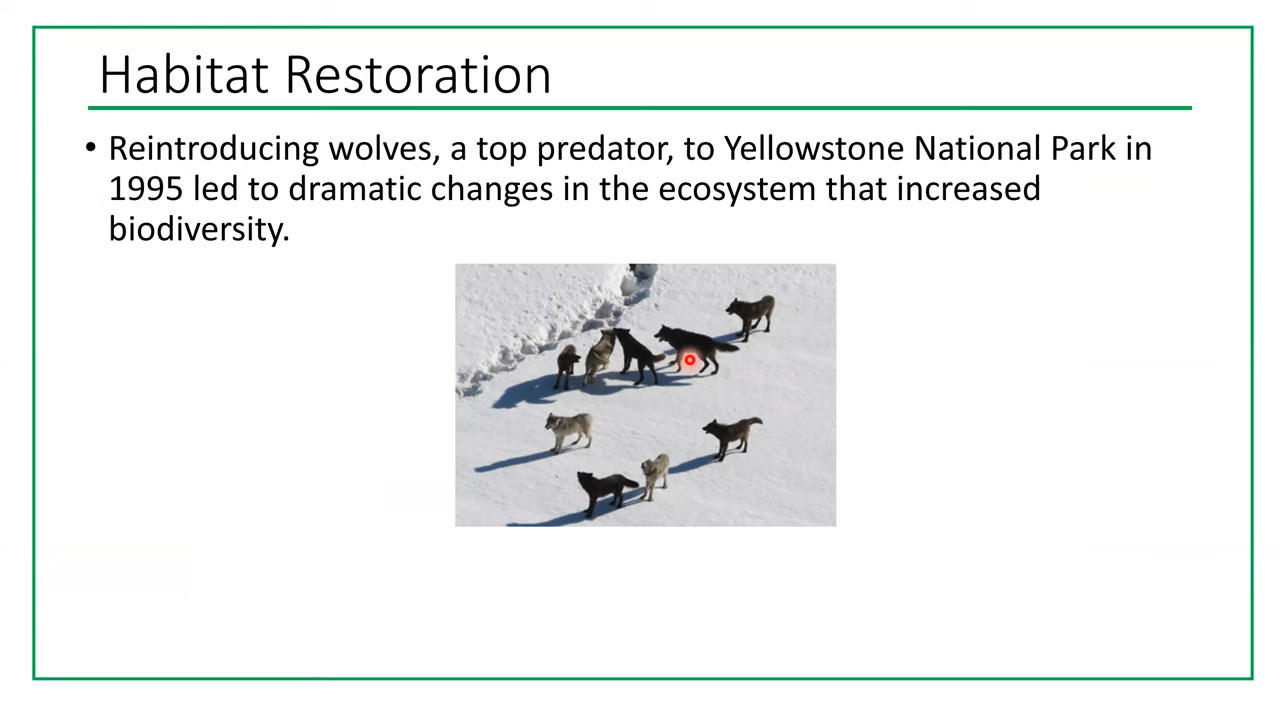 Habitat Restoration
• Reintroducing wolves, a top predator, to Yellowstone National Park in
1995 led to dramatic changes in the ecosystem that increased
biodiversity.